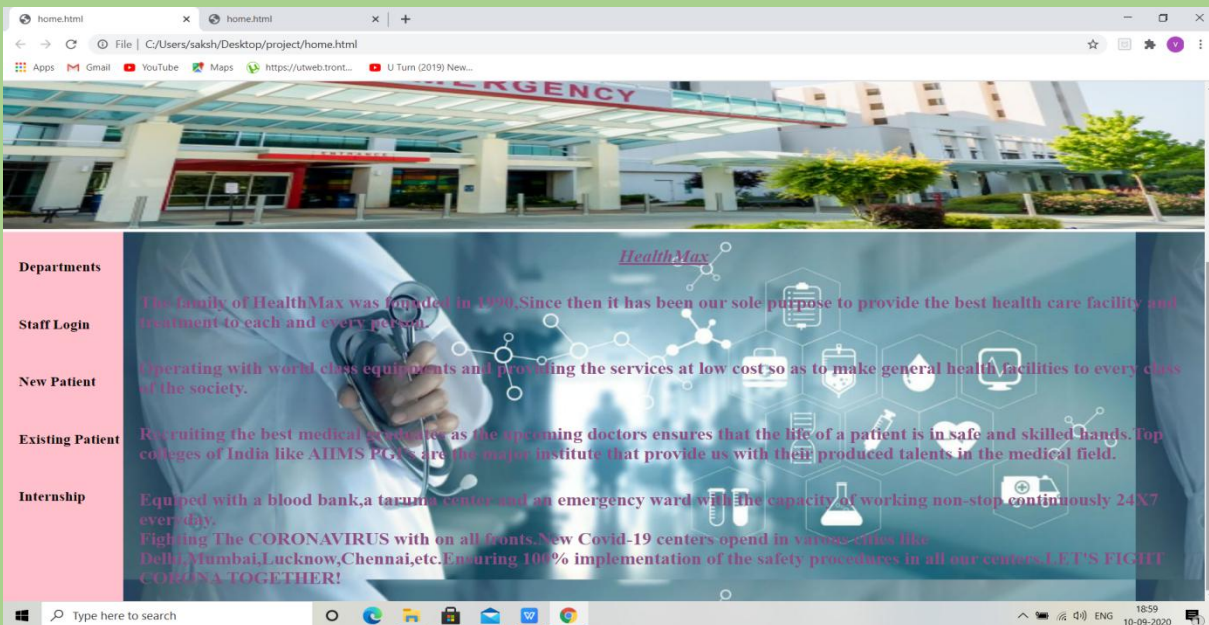 home.html
home.html
File | C:/Users/saksh/Desktop/project/home.html
Apps Gmail YouTube Maps https://utweb.tront... U Turn (2019) New...
EMERGENCY
ENTRANCE
Departments
Staff Login
New Patient
Existing Patient
Internship
HealthMax
The family of HealthMax was founded in 1990,Since then it has been our sole purpose to provide the best health care facility and
treatment to each and every person.
Operating with world class equipments and providing the services at low cost so as to make general health facilities to every class
of the society.
Recruiting the best medical graduates as the upcoming doctors ensures that the life of a patient is in safe and skilled hands.Top
colleges of India like AIIMS are the major institute that provide us with their produced talents in the medical field.
Equiped with a blood bank,a taruma center and an emergency ward with the capacity of working non-stop continuously 24X7
everyday.
Fighting The CORONAVIRUS with on all fronts.New Covid-19 centers opend in various cities like
Delhi,Mumbai,Lucknow,Chennai,etc.Ensuring 100% implementation of the safety procedures in all our centers.LET'S FIGHT
CORONA TOGETHER!
Type here to search
ENG
18:59
10-09-2020